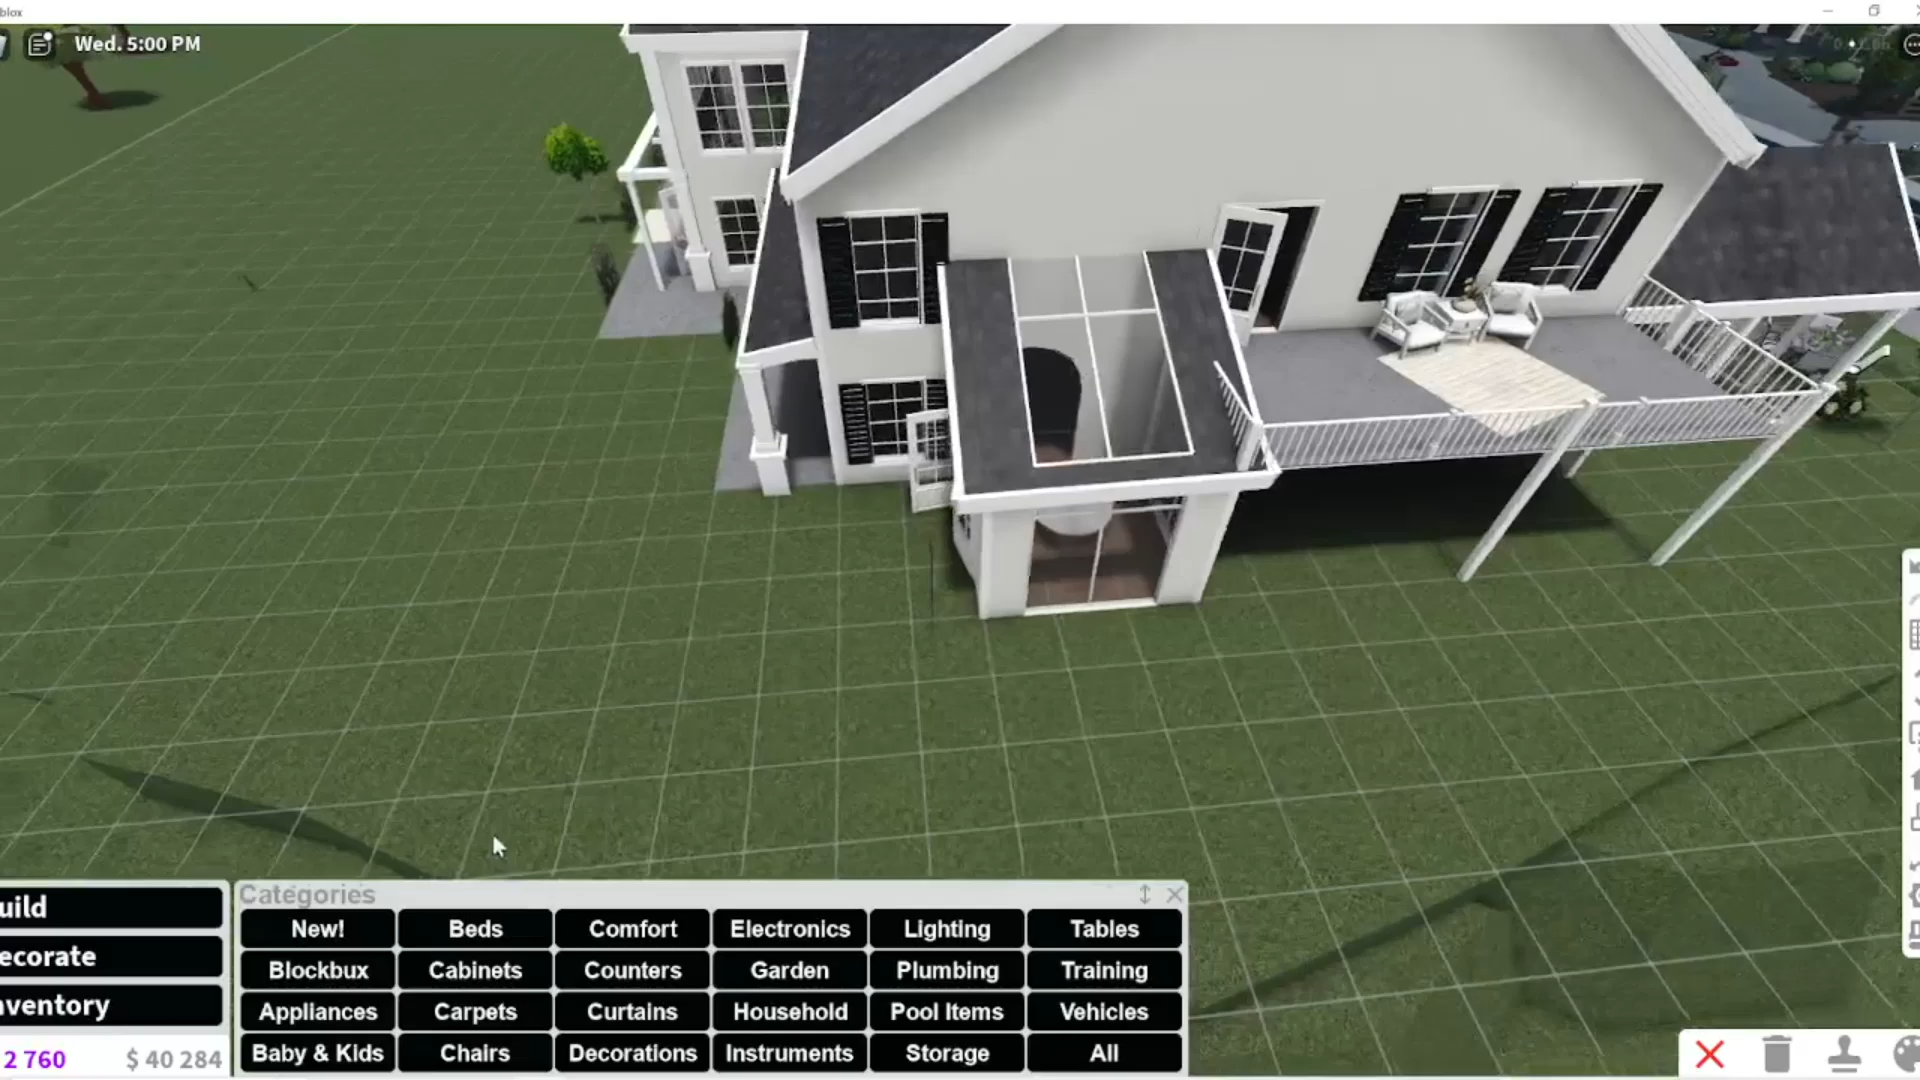 blox
Wed. 5:00 PM
uild
ecorate
nventory
2 760 $ 40 284
Categories
New! Beds Comfort Electronics Lighting Tables
Blockbux Cabinets Counters Garden Plumbing Training
Appliances Carpets Curtains Household Pool Items Vehicles
Baby & Kids Chairs Decorations Instruments Storage All